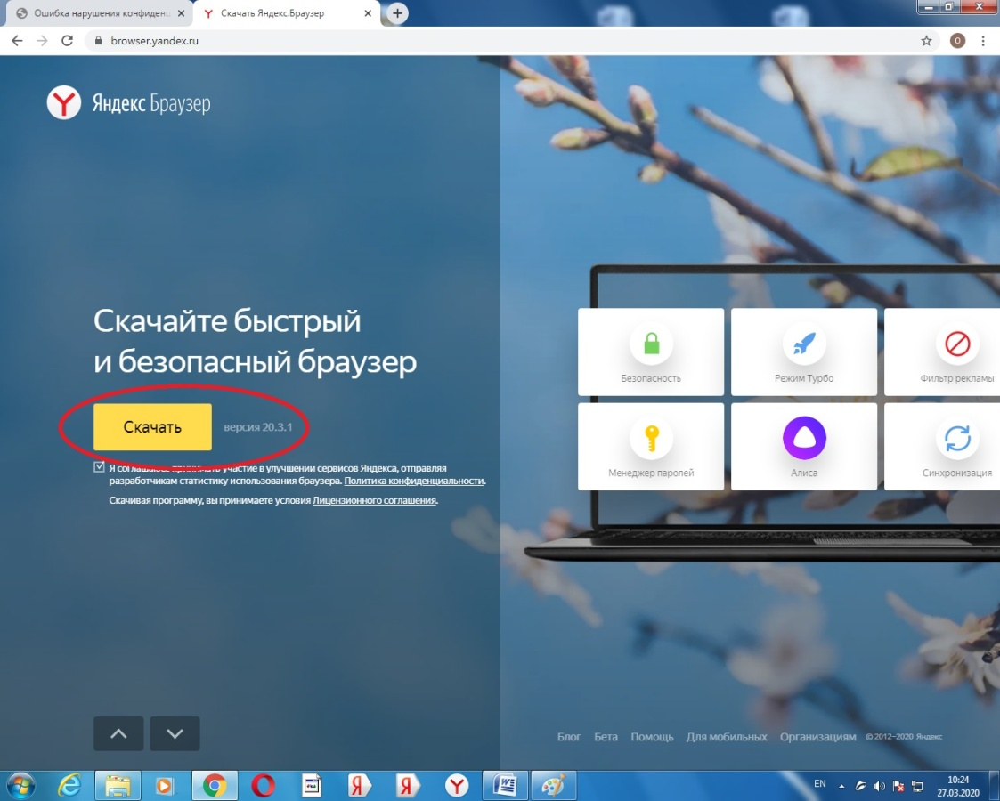 Ошибка нарушения конфиден
Скачать Яндекс.Браузер
browser.yandex.ru
O
Яндекс Браузер
Скачайте быстрый
и безопасный браузер
Скачать
версия 20.3.1
Я соглашаюсь принимать участие в улучшении сервисов Яндекса, отправляя
разработчикам статистику использования браузера. Политика конфиденциальности.
Скачивая программу, вы принимаете условия Лицензионного соглашения.
Безопасность
Режим Турбо
Фильтр рекламы
Менеджер паролей
Алиса
Синхронизация
Блог Бета Помощь Для мобильных Организациям © 2012–2020 Яндекс
EN
10:24
27.03.2020